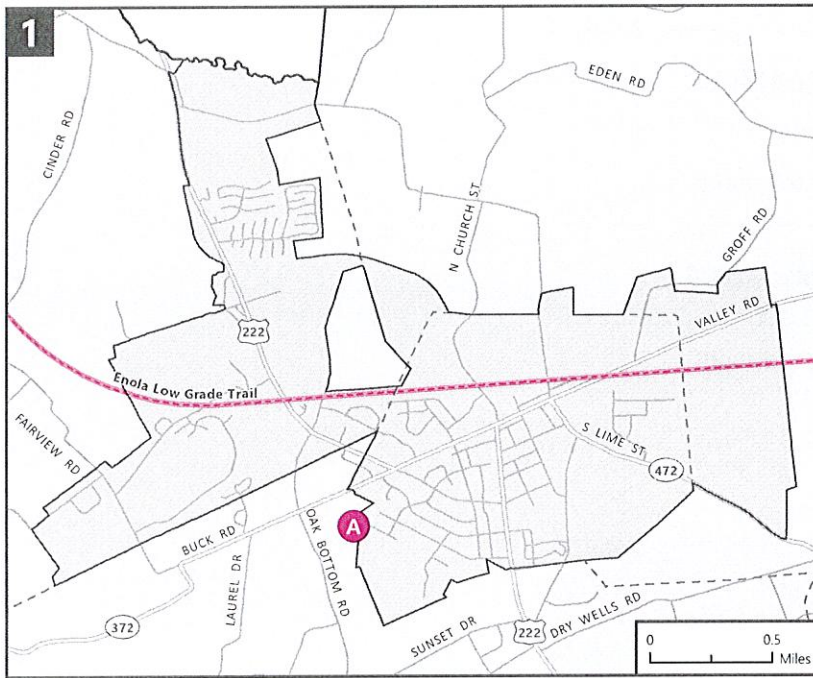 1
CINDER RD
EDEN RD
N CHURCH ST
GROFF RD
VALLEY RD
222
Enola Low Grade Trail
FAIRVIEW RD
S LIME ST
472
A
BUCK RD
OAK BOTTOM RD
LAUREL DR
372
SUNSET DR
222
DRY WELLS RD
0 0.5
Miles